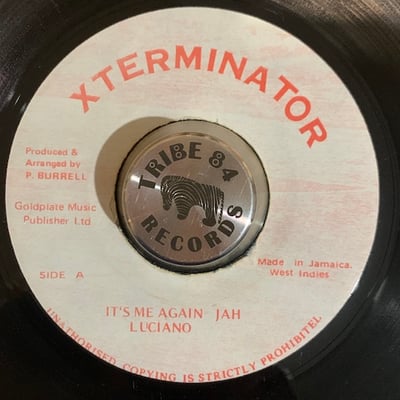 XTERMINATOR
Produced &
Arranged by
P. BURRELL
TRIBE 84
RECORDS
Goldplate Music
Publisher Ltd
SIDE A
Made in Jamaica.
West Indies
IT'S ME AGAIN JAH
LUCIANO
UNAUTHORISED COPYING IS STRICTLY PROHIBITEL